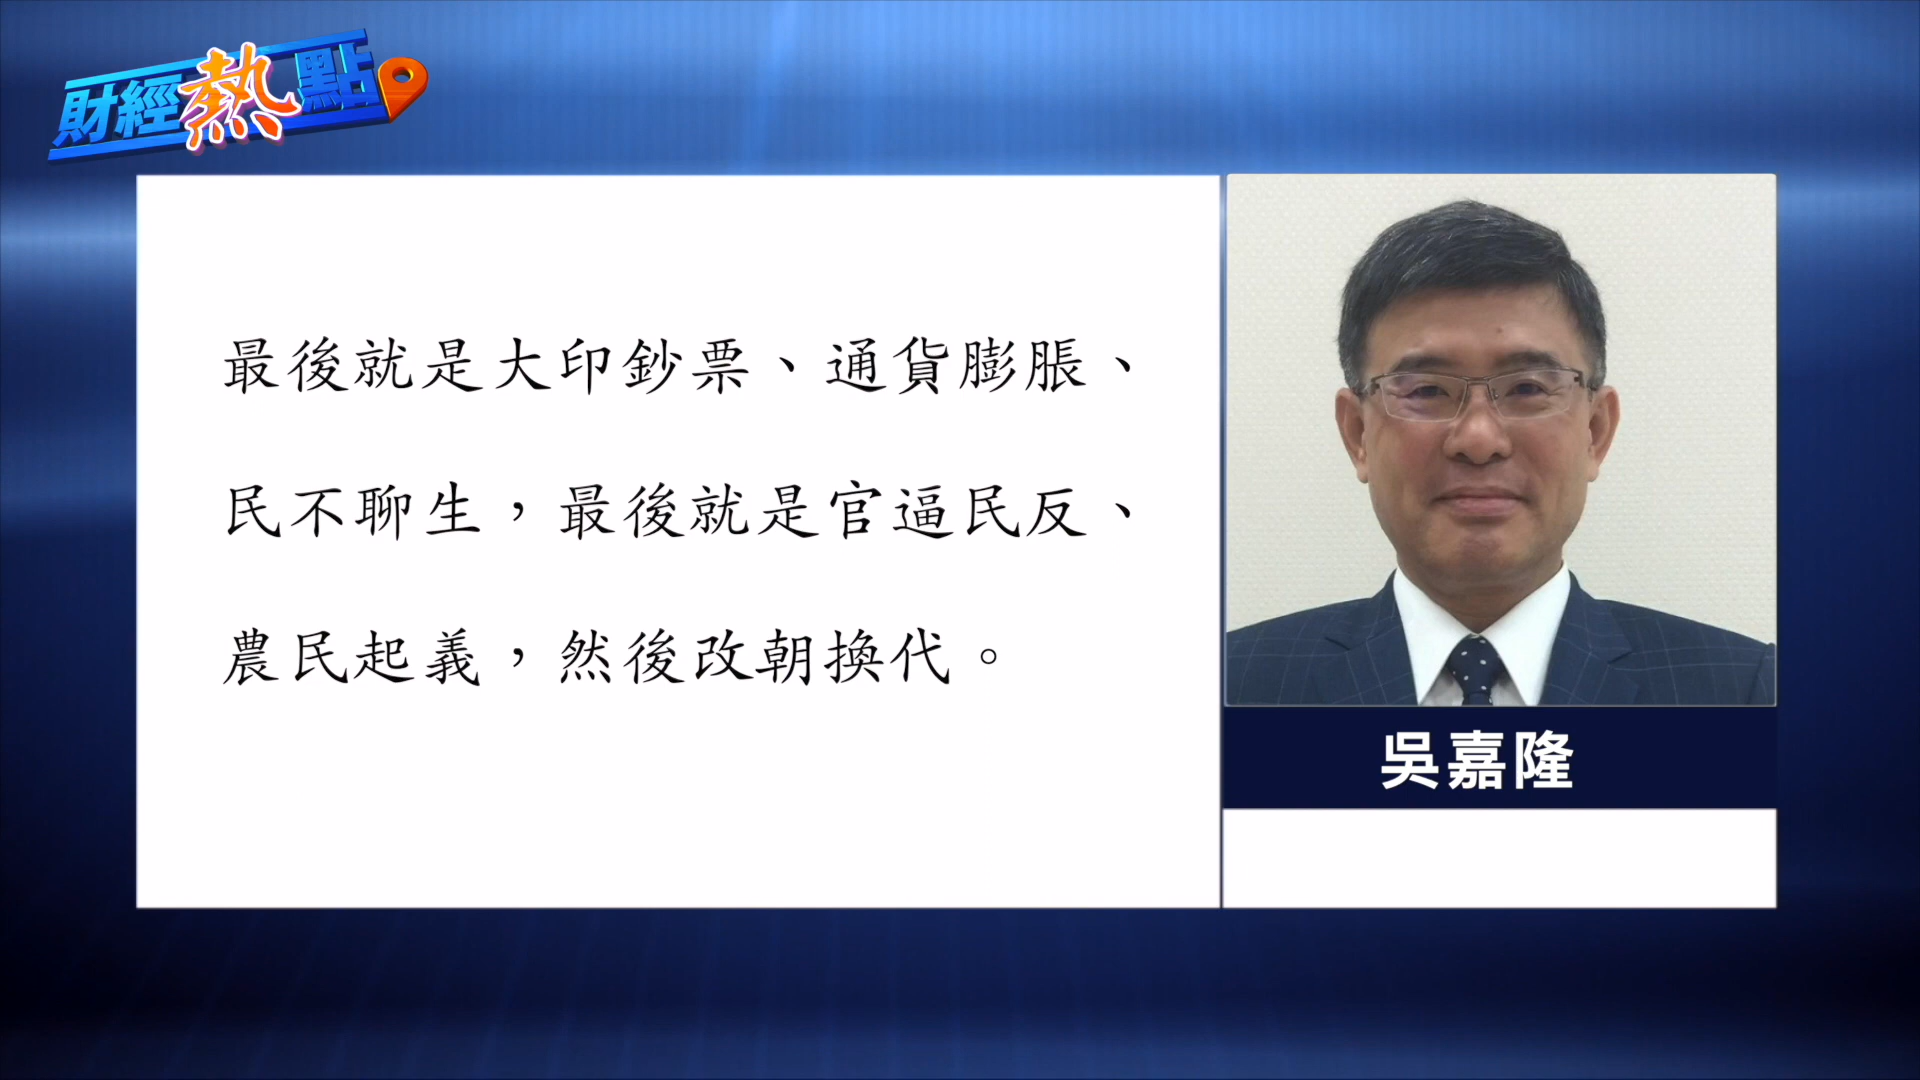 財經熱點
最後就是大印鈔票、通貨膨脹、
民不聊生，最後就是官逼民反、
農民起義，然後改朝換代。
吳嘉隆